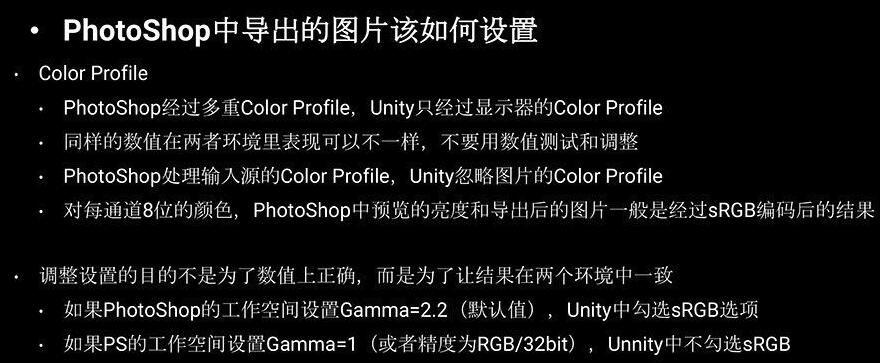 • PhotoShop中导出的图片该如何设置
• Color Profile
• PhotoShop经过多重Color Profile，Unity只经过显示器的Color Profile
• 同样的数值在两者环境里表现可以不一样，不要用数值测试和调整
• PhotoShop处理输入源的Color Profile，Unity忽略图片的Color Profile
• 对每通道8位的颜色，PhotoShop中预览的亮度和导出后的图片一般是经过sRGB编码后的结果
• 调整设置的目的不是为了数值上正确，而是为了让结果在两个环境中一致
• 如果PhotoShop的工作空间设置Gamma=2.2（默认值），Unity中勾选sRGB选项
• 如果PS的工作空间设置Gamma=1（或者精度为RGB/32bit），Unnity中不勾选sRGB